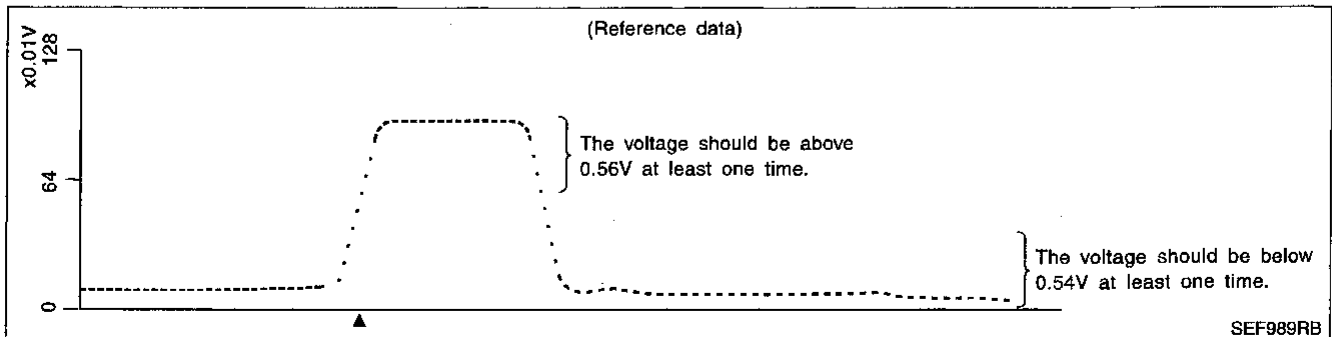 (Reference data)
x0.01V
128
64
0
The voltage should be above
0.56V at least one time.
The voltage should be below
0.54V at least one time.
SEF989RB